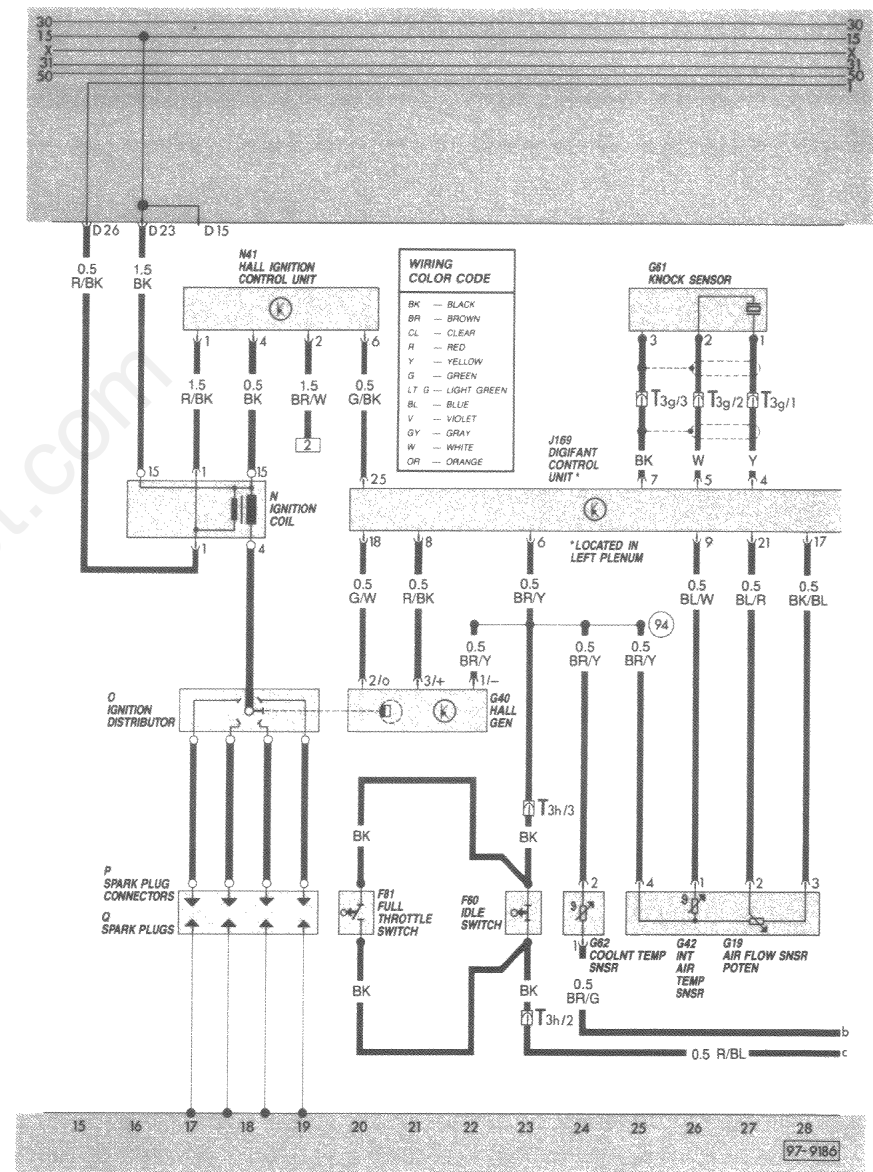 30 30
15 15
X X
31 31
50 50
1
D 26 D 23 D 15
0.5 R/BK
1.5 BK
N41
HALL IGNITION
CONTROL UNIT
1 4 2 6
1.5 R/BK
0.5 BK
1.5 BR/W
0.5 G/BK
2
WIRING
COLOR CODE
BK — BLACK
BR — BROWN
CL — CLEAR
R — RED
Y — YELLOW
G — GREEN
LT G — LIGHT GREEN
BL — BLUE
V — VIOLET
GY — GRAY
W — WHITE
OR — ORANGE
G61
KNOCK SENSOR
3 2 1
T3g/3 T3g/2 T3g/1
BK W Y
7 5 4
J169
DIGIFANT
CONTROL
UNIT *
25
15 1 15
N
IGNITION
COIL
1 4
* LOCATED IN
LEFT PLENUM
18 8 6 9 21 17
0.5 G/W
0.5 R/BK
0.5 BR/Y
0.5 BL/W
0.5 BL/R
0.5 BK/BL
94
0.5 BR/Y
0.5 BR/Y
0.5 BR/Y
2/o 3/+ 1/–
G40
HALL
GEN
O
IGNITION
DISTRIBUTOR
T3h/3
BK BK
P
SPARK PLUG
CONNECTORS
Q
SPARK PLUGS
F81
FULL
THROTTLE
SWITCH
F60
IDLE
SWITCH
2 4 1 2 3
1
G62
COOLNT TEMP
SNSR
G42
INT
AIR
TEMP
SNSR
G19
AIR FLOW SNSR
POTEN
BK BK
0.5 BR/G
T3h/2
b
0.5 R/BL c
15 16 17 18 19 20 21 22 23 24 25 26 27 28
97-9186